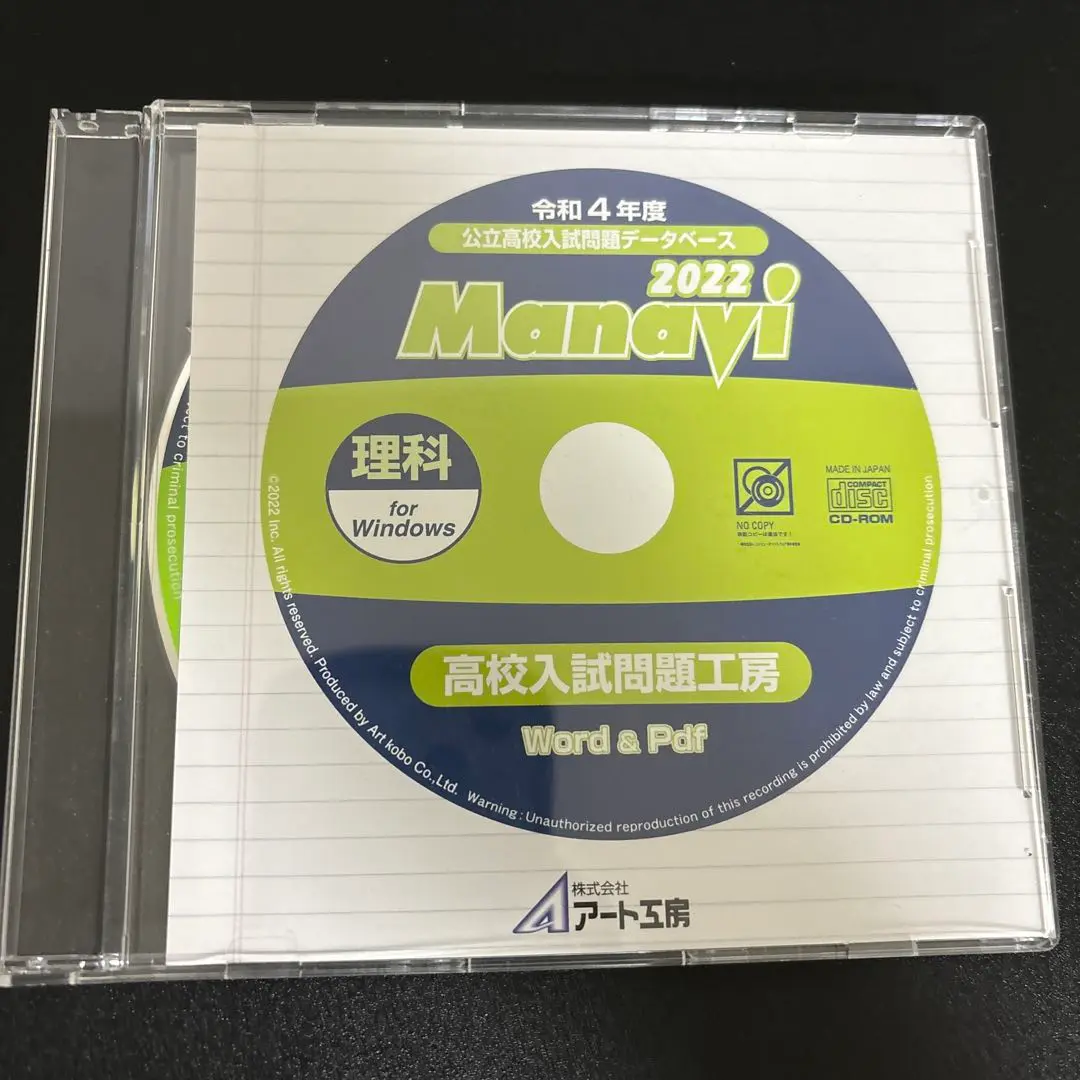 令和4年度
公立高校入試問題データベース
2022
Manavi
理科
for
Windows
NO COPY
MADE IN JAPAN
COMPACT
disc
CD-ROM
高校入試問題工房
Word & Pdf
©2022 Inc. All rights reserved. Produced by Art kobo Co.,Ltd. Warning : Unauthorized reproduction of this recording is prohibited by law and subject to criminal prosecution
to criminal prosecution
株式会社
アート工房